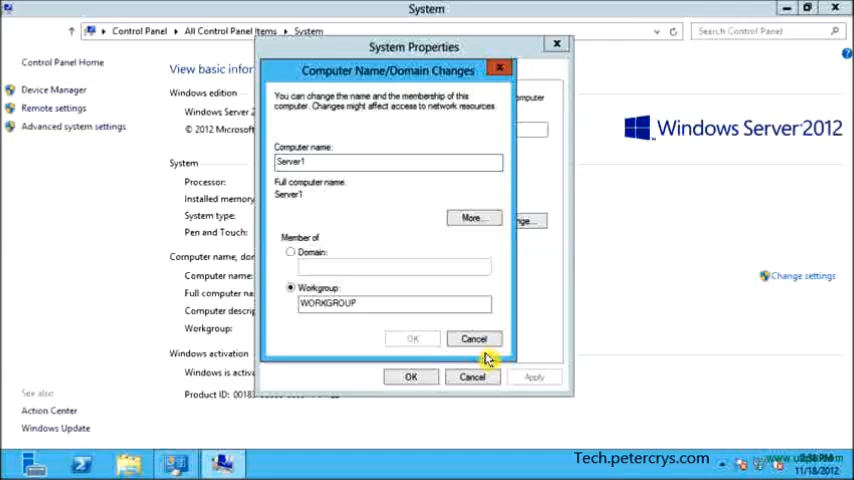 System
Control Panel
All Control Panel Items
System
Search Control Panel
System Properties
Control Panel Home
Computer Name/Domain Changes
View basic infor
Device Manager
Remote settings
Advanced system settings
Windows edition
Windows Server 2
© 2012 Microsoft
You can change the name and the membership of this
computer. Changes might affect access to network resources.
omputer
Windows Server 2012
Computer name:
Server1
Full computer name:
Server1
System
Processor:
Installed memory
System type:
Pen and Touch:
More...
nge...
Member of
Domain:
Workgroup:
WORKGROUP
Computer name, don
Computer name:
Full computer nam
Computer descrip
Workgroup:
Change settings
OK
Cancel
Windows activation
Windows is activa
Product ID: 0018
OK
Cancel
Apply
See also
Action Center
Windows Update
Tech.petercrys.com
11/18/2012